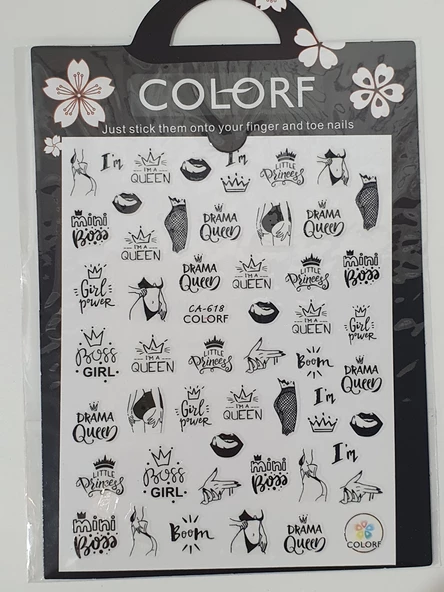 COLORF
Just stick them onto your finger and toe nails
I'm
I'M A
QUEEN
I'm
LITTLE
Princess
mini
Boss
I'M A
QUEEN
DRAMA
Queen
DRAMA
Queen
Girl
power
DRAMA
Queen
I'M A
QUEEN
LITTLE
Princess
mini
Boss
CA-618
COLORF
I'M A
QUEEN
Girl
power
Boss
GIRL
I'M A
QUEEN
LITTLE
Princess
Boom
DRAMA
Queen
DRAMA
Queen
Girl
power
I'M A
QUEEN
I'm
LITTLE
Princess
Boss
GIRL
mini
Boss
I'm
mini
Boss
Boom
DRAMA
Queen
COLORF